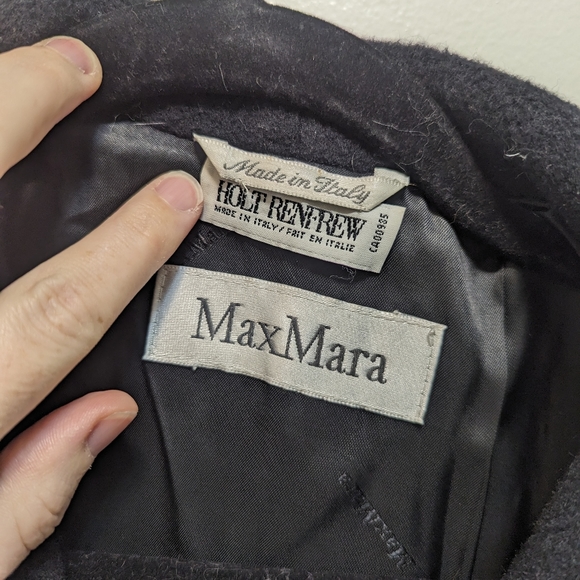 Made in Italy
HOLT RENFREW
MADE IN ITALY/FAIT EN ITALIE
CA00985
MaxMara